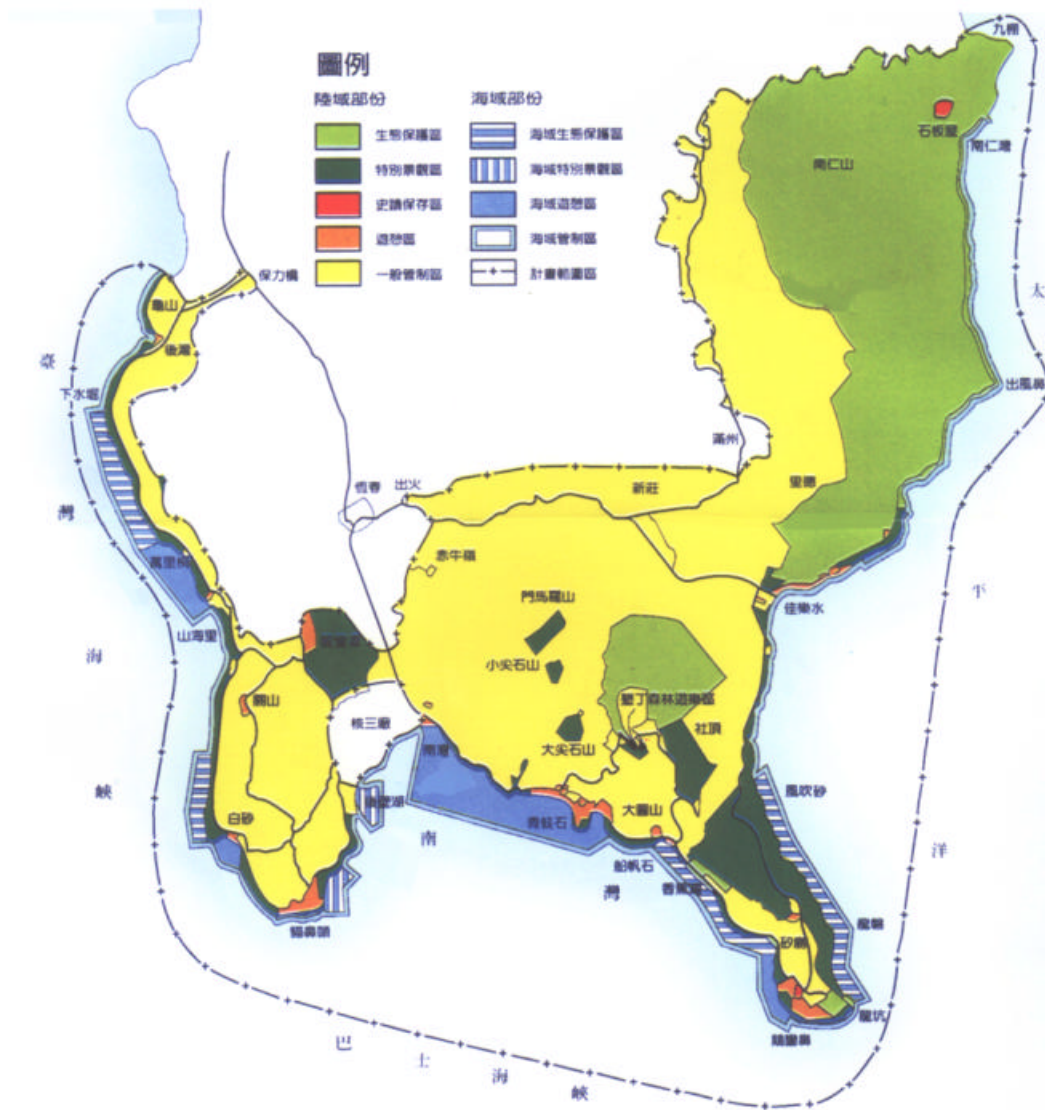 圖例
陸域部份 海域部份
生態保護區 海域生態保護區
特別景觀區 海域特別景觀區
史蹟保存區 海域遊憩區
遊憩區 海域管制區
一般管制區 計畫範圍區
九棚
石板屋
南仁灣
南仁山
太
保力橋
龜山
後灣
臺
下水堀
出風鼻
滿州
灣
恆春
出火
新莊
里德
赤牛嶺
萬里桐
平
門馬羅山
佳樂水
山海里
海
小尖石山
墾丁森林遊樂區
關山
核三廠
社頂
南灣
大尖石山
峽
風吹砂
白砂
後壁湖
大圓山
青蛙石
南
洋
船帆石
灣
香蕉灣
貓鼻頭
龍磐
砂島
龍坑
鵝鑾鼻
巴
士
海
峽